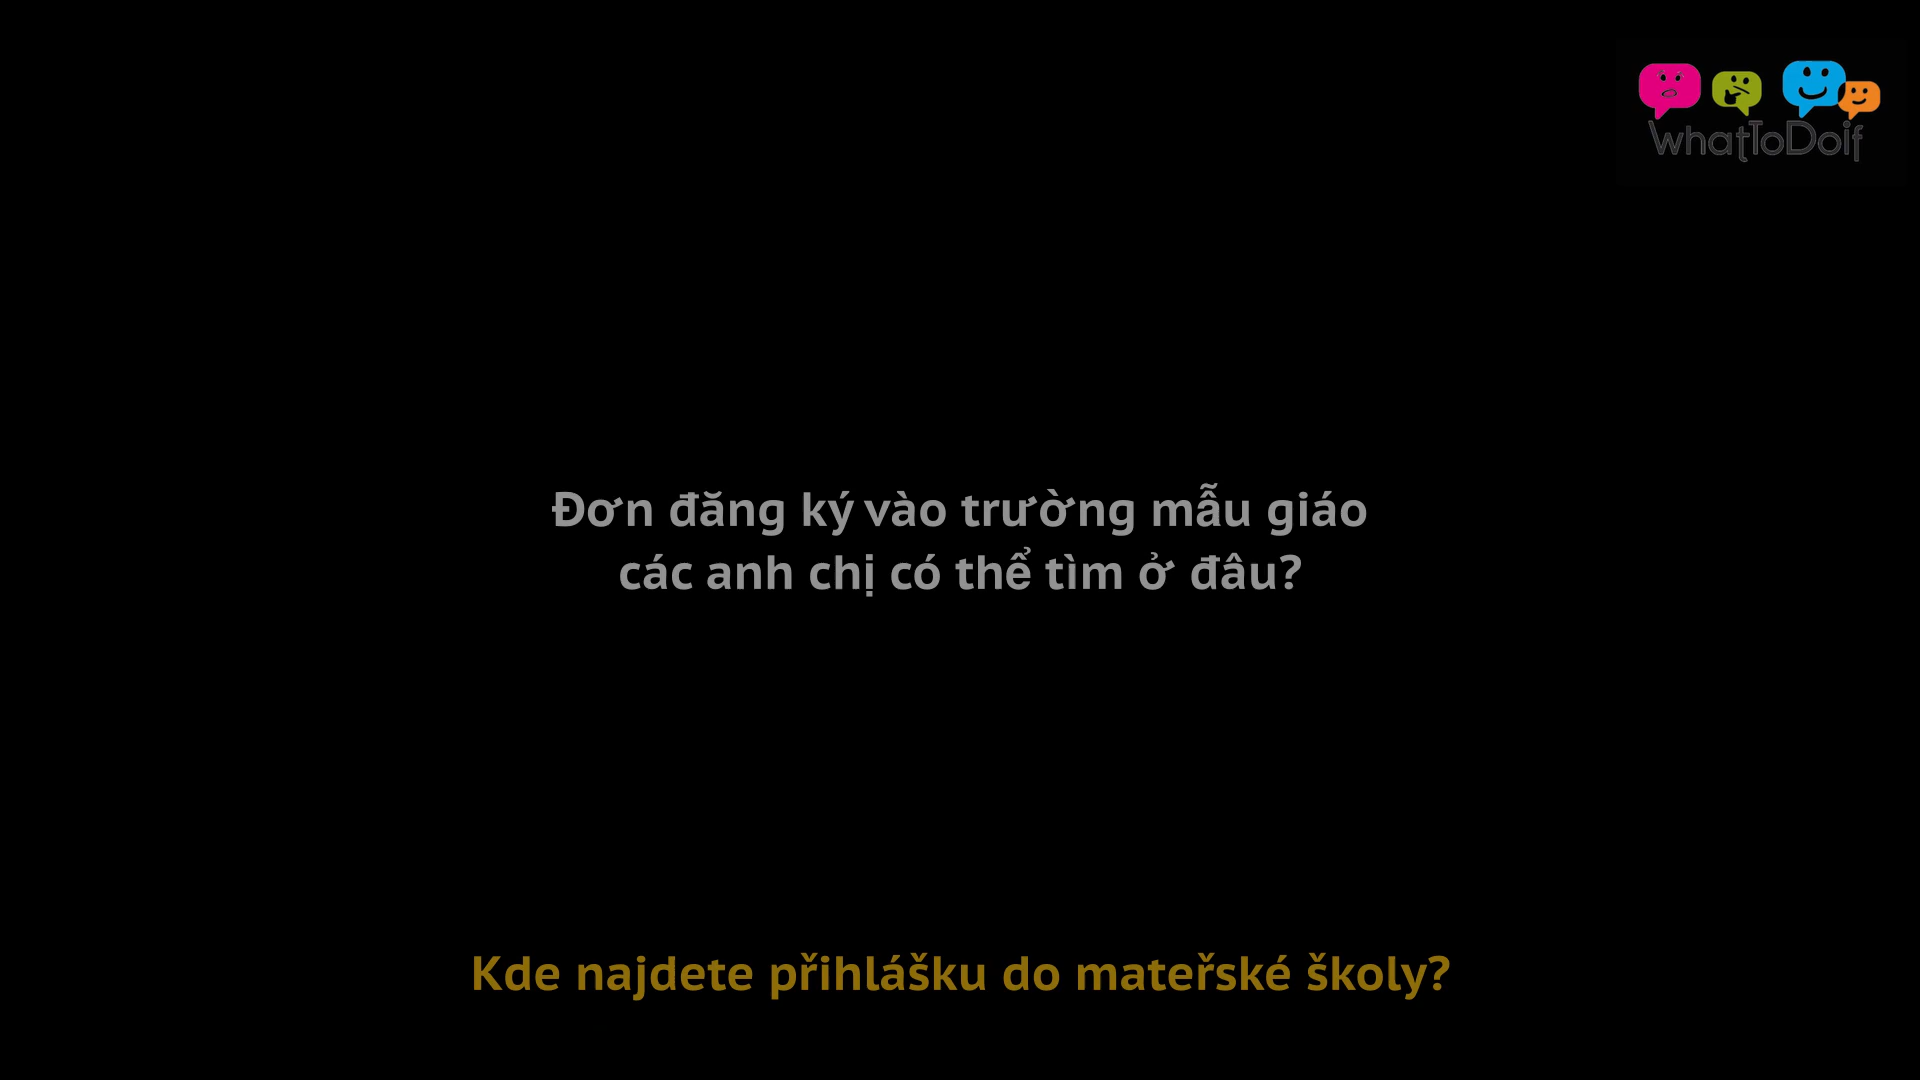 WhatToDoif
Đơn đăng ký vào trường mẫu giáo
các anh chị có thể tìm ở đâu?
Kde najdete přihlášku do mateřské školy?